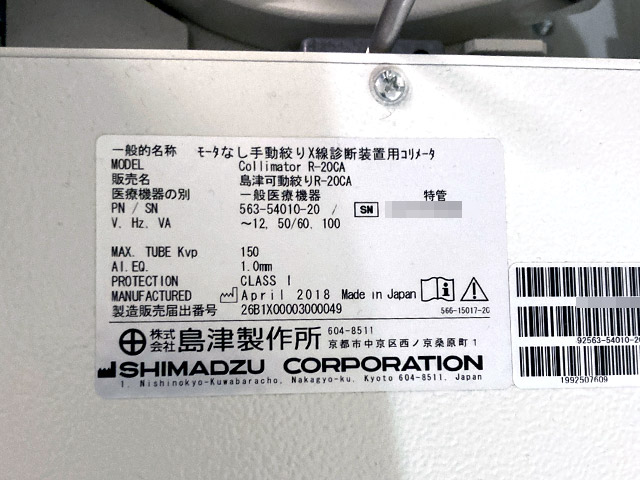 一般的名称 モータなし手動絞りX線診断装置用コリメータ
MODEL Collimator R-20CA
販売名 島津可動絞りR-20CA
医療機器の別 一般医療機器 特管
PN / SN 563-54010-20 / SN
V. Hz. VA ～12, 50/60, 100
MAX. TUBE Kvp 150
Al.EQ. 1.0mm
PROTECTION CLASS I
MANUFACTURED April 2018 Made in Japan
製造販売届出番号 26B1X00003000049
566-15017-2C
株式会社 島津製作所 604-8511
京都市中京区西ノ京桑原町1
SHIMADZU CORPORATION
1, Nishinokyo-Kuwabaracho, Nakagyo-ku, Kyoto 604-8511, Japan
92563-54010-20
1992507609